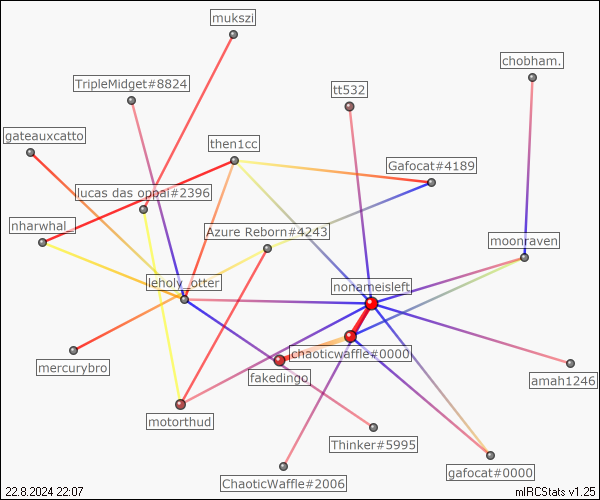 mukszi
chobham.
TripleMidget#8824
tt532
gateauxcatto
then1cc
Gafocat#4189
lucas das oppai#2396
nharwhal_
Azure Reborn#4243
moonraven
leholy_otter
nonameisleft
chaoticwaffle#0000
mercurybro
fakedingo
amah1246
motorthud
Thinker#5995
gafocat#0000
ChaoticWaffle#2006
22.8.2024 22:07
mIRCStats v1.25